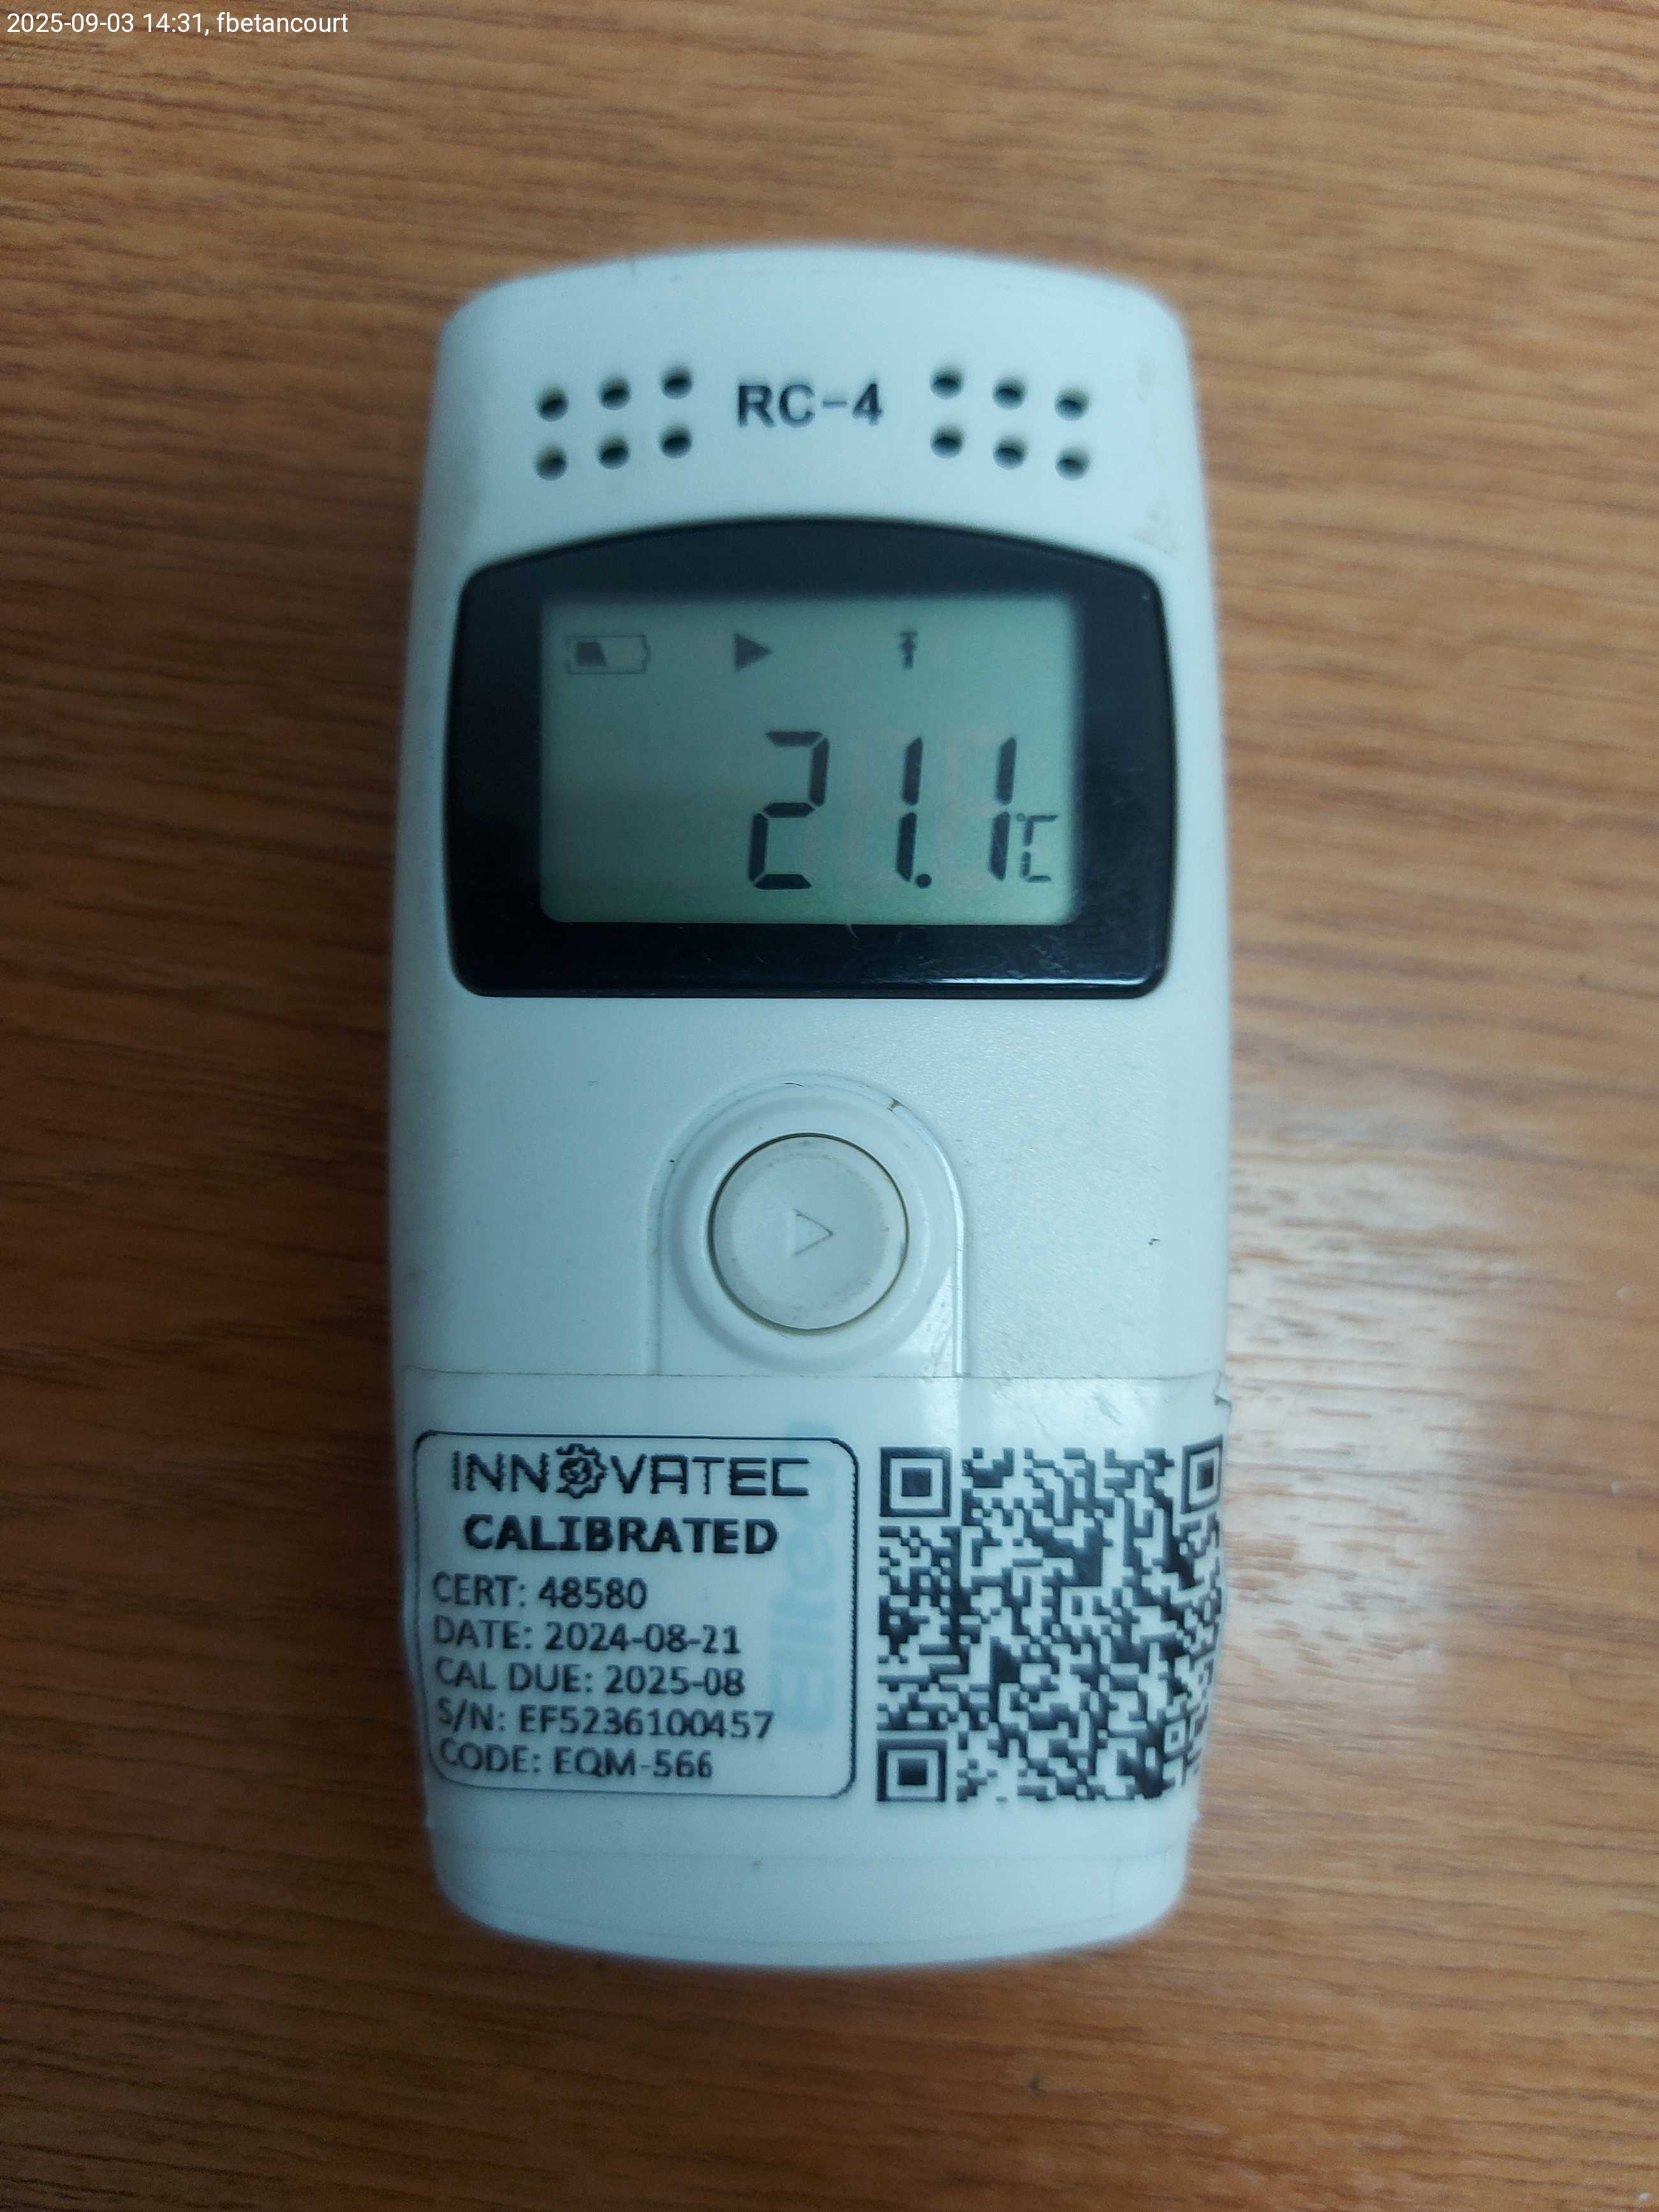 2025-09-03 14:31, fbetancourt
RC-4
21.1°C
INNOVATEC
CALIBRATED
CERT: 48580
DATE: 2024-08-21
CAL DUE: 2025-08
S/N: EF5236100457
CODE: EQM-566
Elitech